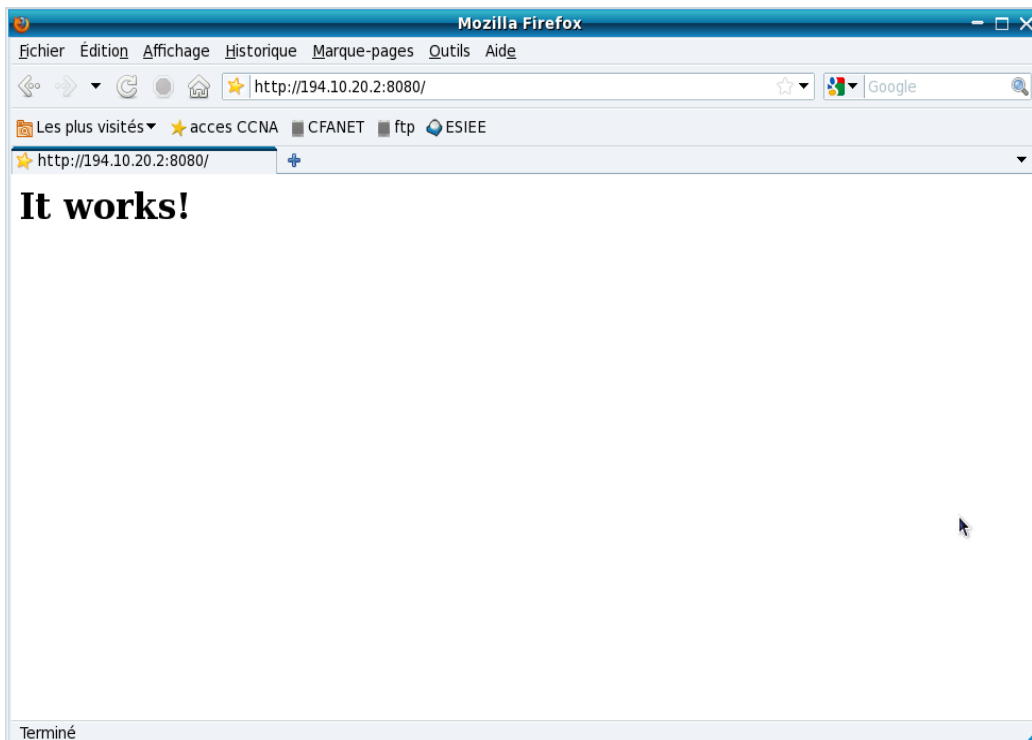 Mozilla Firefox
Fichier Édition Affichage Historique Marque-pages Outils Aide
http://194.10.20.2:8080/ Google
Les plus visités acces CCNA CFANET ftp ESIEE
http://194.10.20.2:8080/
It works!
Terminé